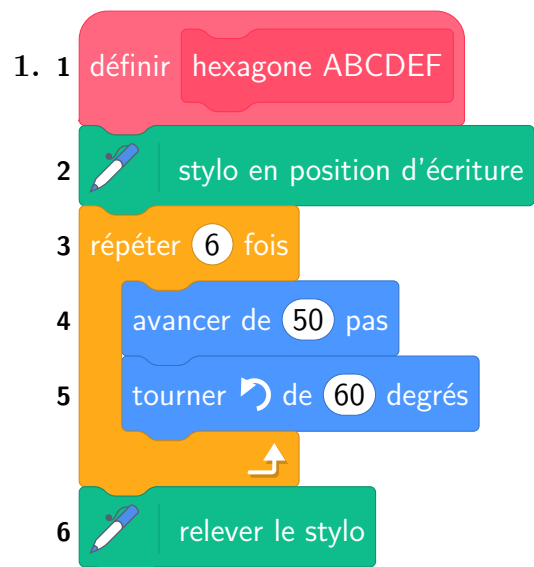 1. 1 définir hexagone ABCDEF
2 stylo en position d'écriture
3 répéter 6 fois
4 avancer de 50 pas
5 tourner de 60 degrés
6 relever le stylo